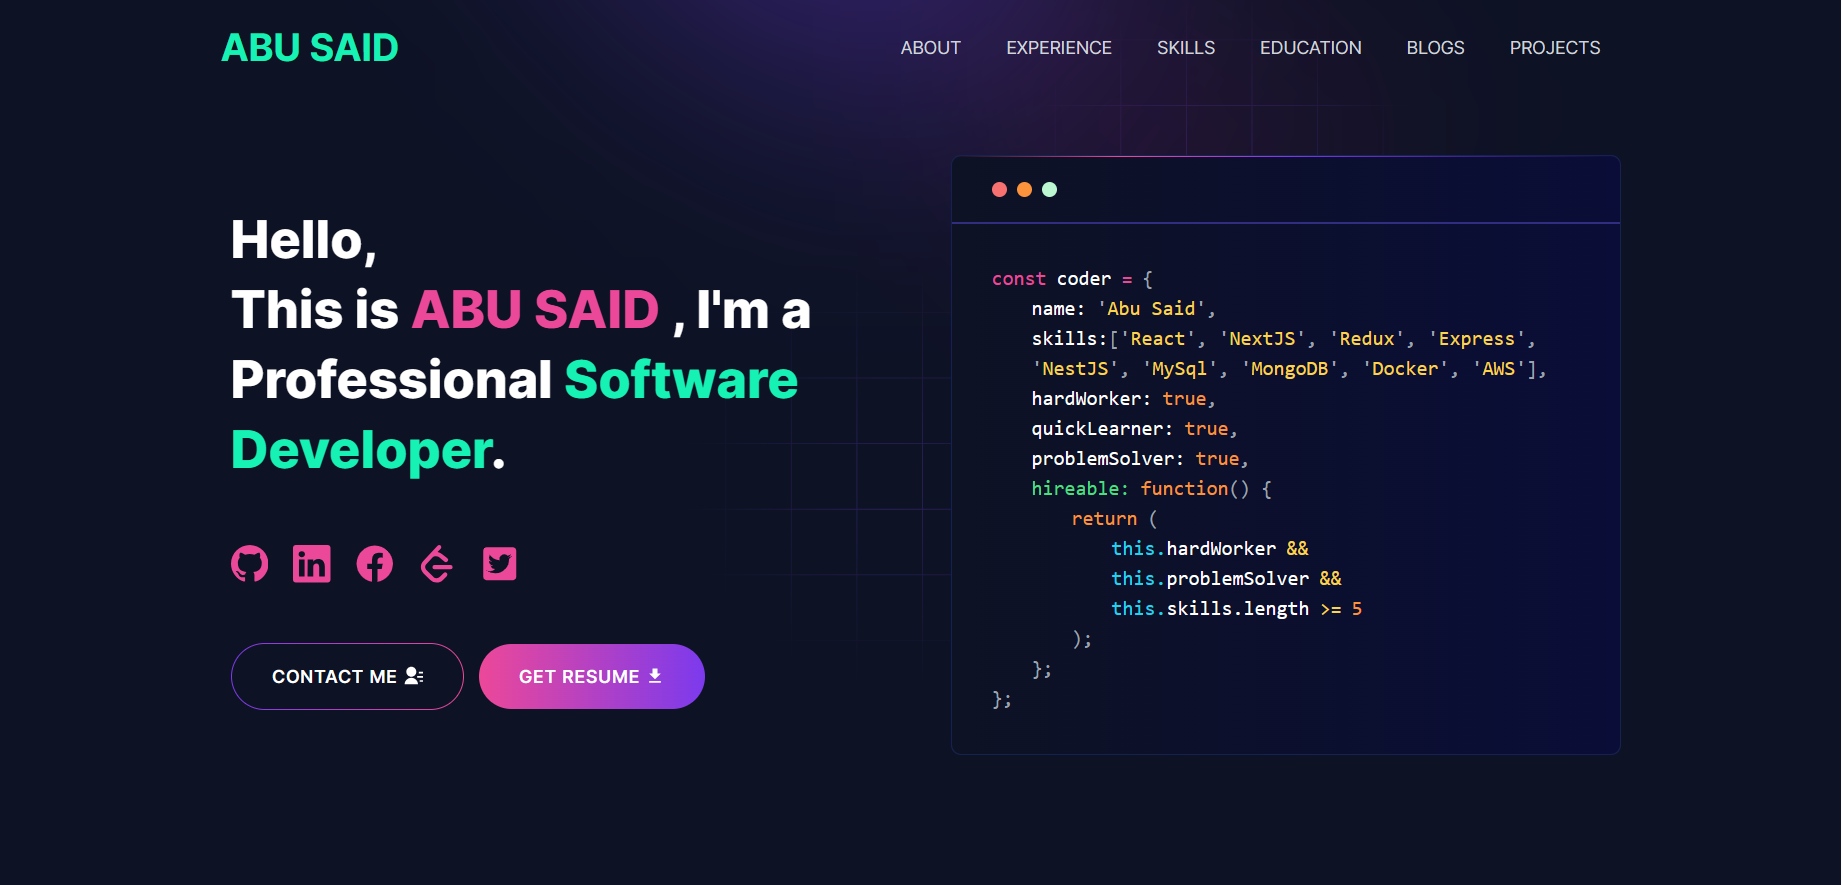 ABU SAID
ABOUT EXPERIENCE SKILLS EDUCATION BLOGS PROJECTS
Hello,
This is ABU SAID , I'm a
Professional Software
Developer.
CONTACT ME
GET RESUME
const coder = {
name: 'Abu Said',
skills:['React', 'NextJS', 'Redux', 'Express',
'NestJS', 'MySql', 'MongoDB', 'Docker', 'AWS'],
hardWorker: true,
quickLearner: true,
problemSolver: true,
hireable: function() {
return (
this.hardWorker &&
this.problemSolver &&
this.skills.length >= 5
);
};
};